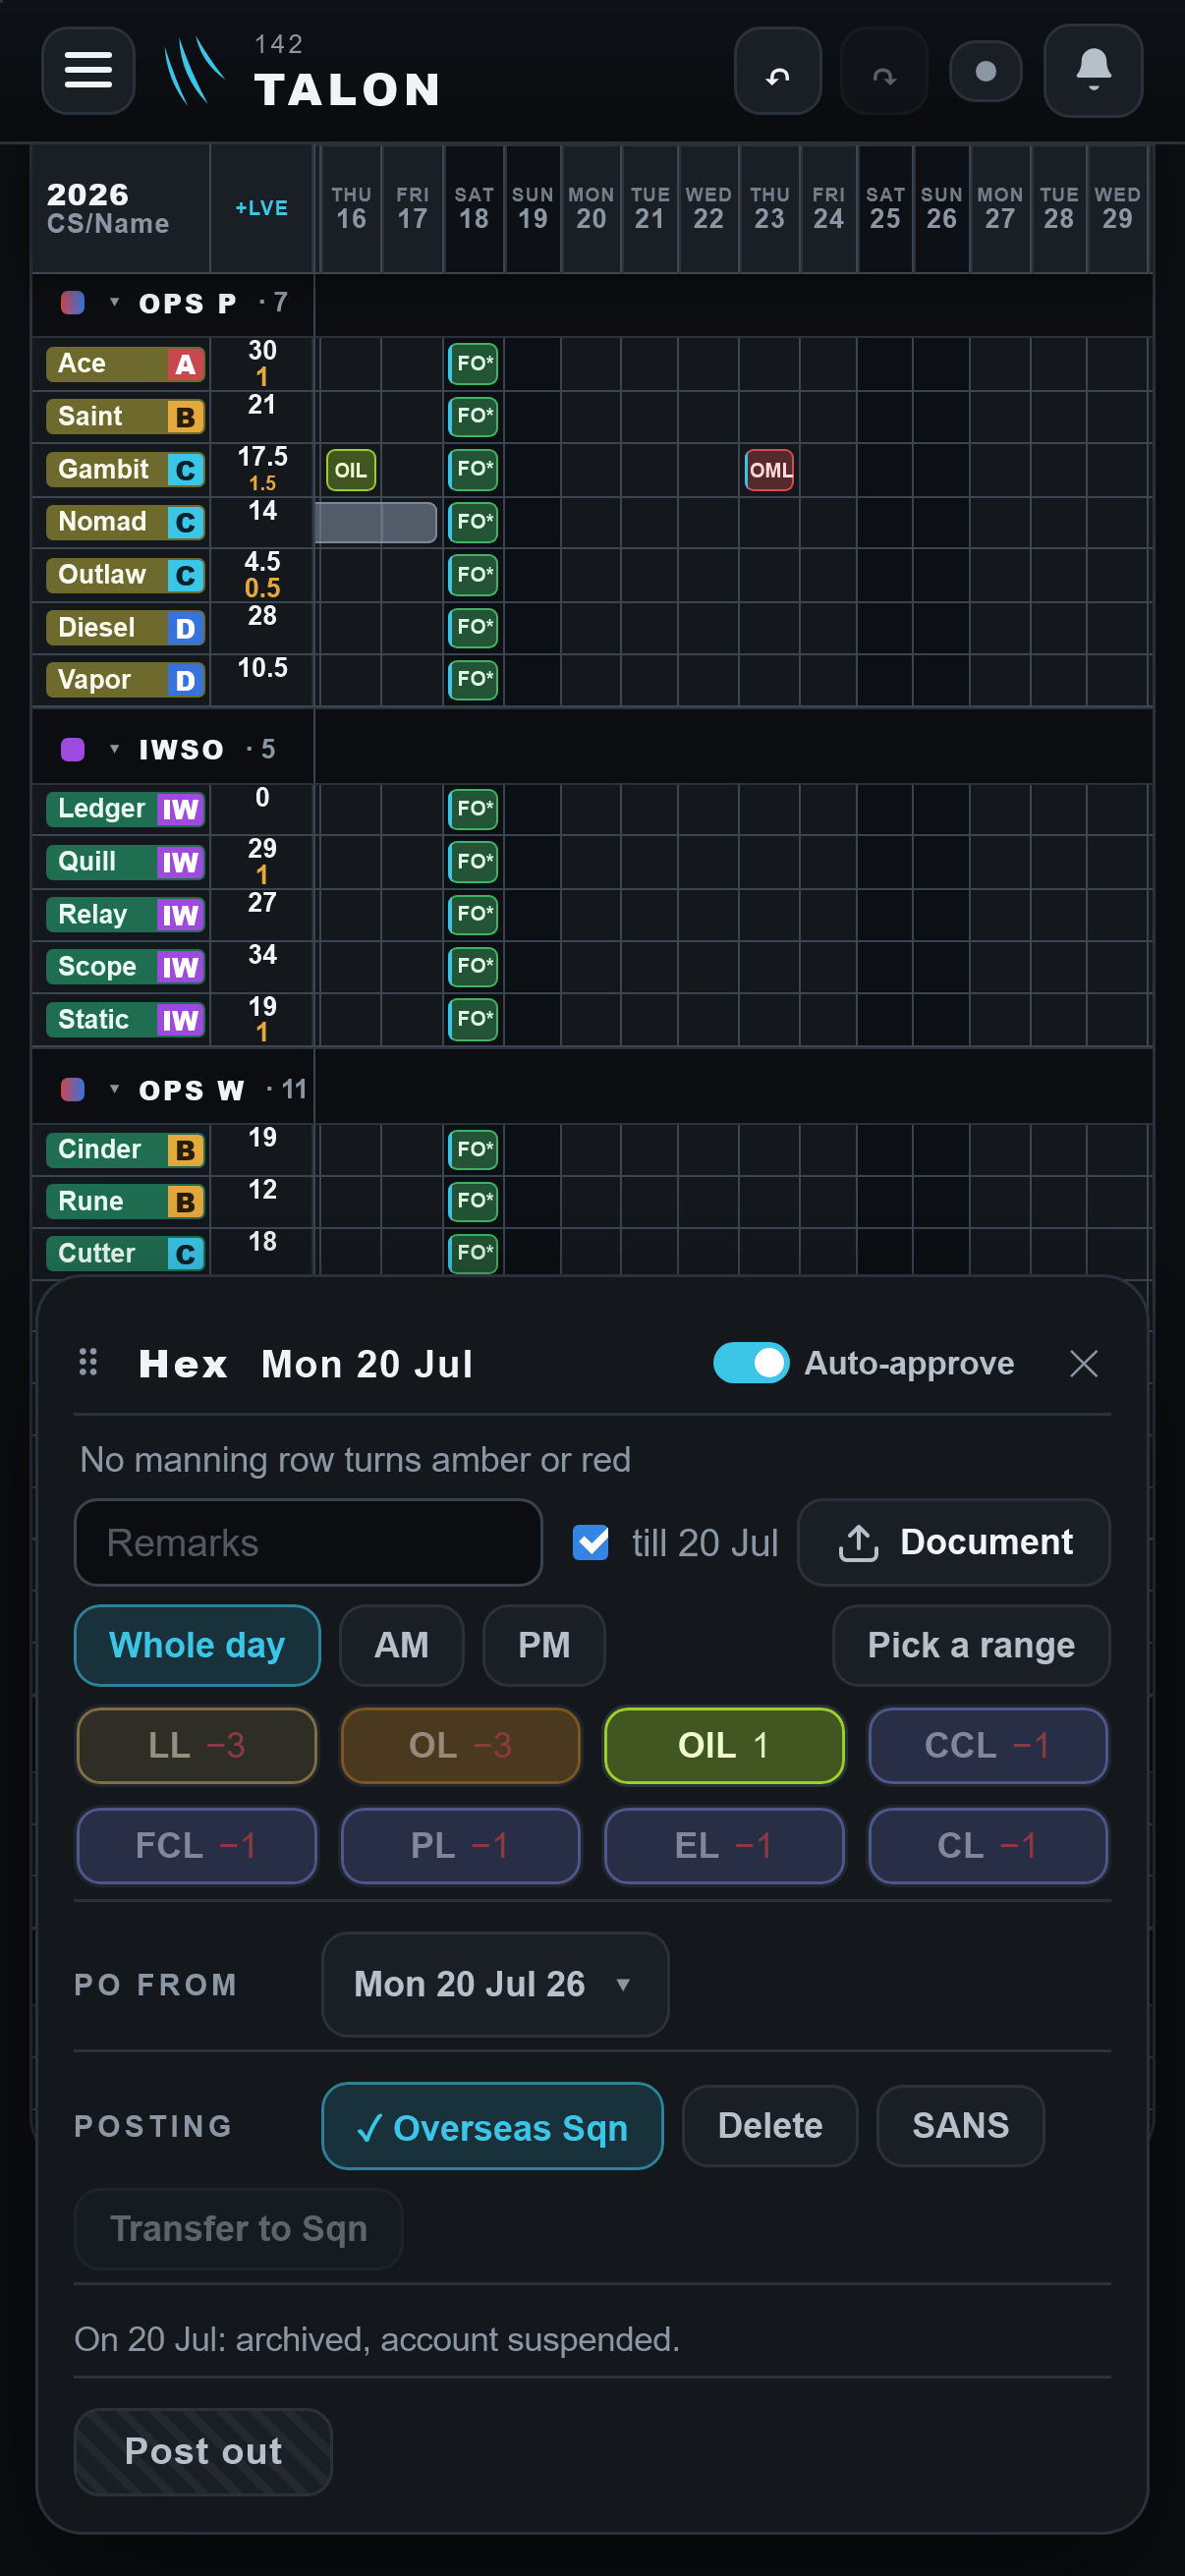 142
TALON
2026
CS/Name
+LVE
THU 16
FRI 17
SAT 18
SUN 19
MON 20
TUE 21
WED 22
THU 23
FRI 24
SAT 25
SUN 26
MON 27
TUE 28
WED 29
OPS P · 7
Ace A 30 1 FO*
Saint B 21 FO*
Gambit C 17.5 1.5 OIL FO* OML
Nomad C 14 FO*
Outlaw C 4.5 0.5 FO*
Diesel D 28 FO*
Vapor D 10.5 FO*
IWSO · 5
Ledger IW 0 FO*
Quill IW 29 1 FO*
Relay IW 27 FO*
Scope IW 34 FO*
Static IW 19 1 FO*
OPS W · 11
Cinder B 19 FO*
Rune B 12 FO*
Cutter C 18 FO*
Hex Mon 20 Jul Auto-approve
No manning row turns amber or red
Remarks till 20 Jul Document
Whole day AM PM Pick a range
LL −3 OL −3 OIL 1 CCL −1
FCL −1 PL −1 EL −1 CL −1
PO FROM Mon 20 Jul 26
POSTING ✓ Overseas Sqn Delete SANS
Transfer to Sqn
On 20 Jul: archived, account suspended.
Post out